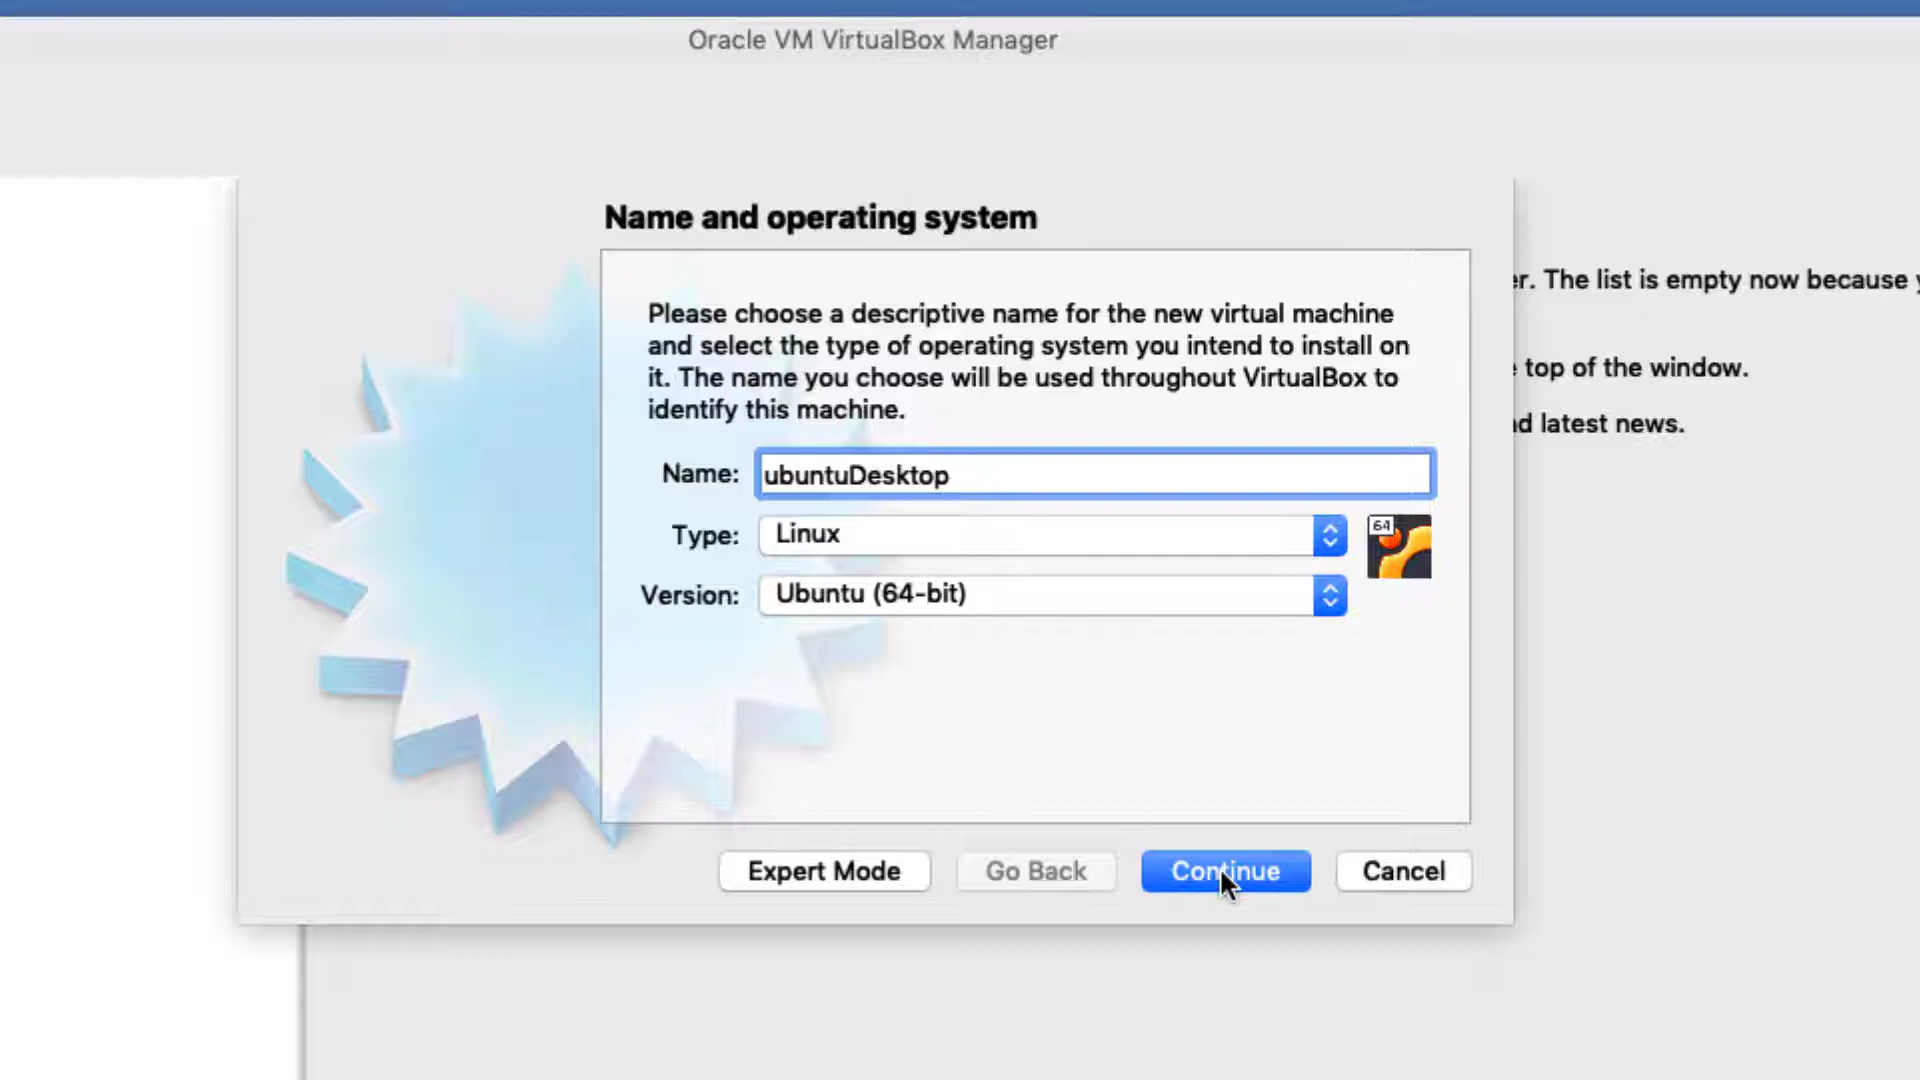 Oracle VM VirtualBox Manager
Name and operating system
Please choose a descriptive name for the new virtual machine
and select the type of operating system you intend to install on
it. The name you choose will be used throughout VirtualBox to
identify this machine.
Name: ubuntuDesktop
Type: Linux
64
Version: Ubuntu (64-bit)
Expert Mode Go Back Continue Cancel
. The list is empty now because
top of the window.
latest news.